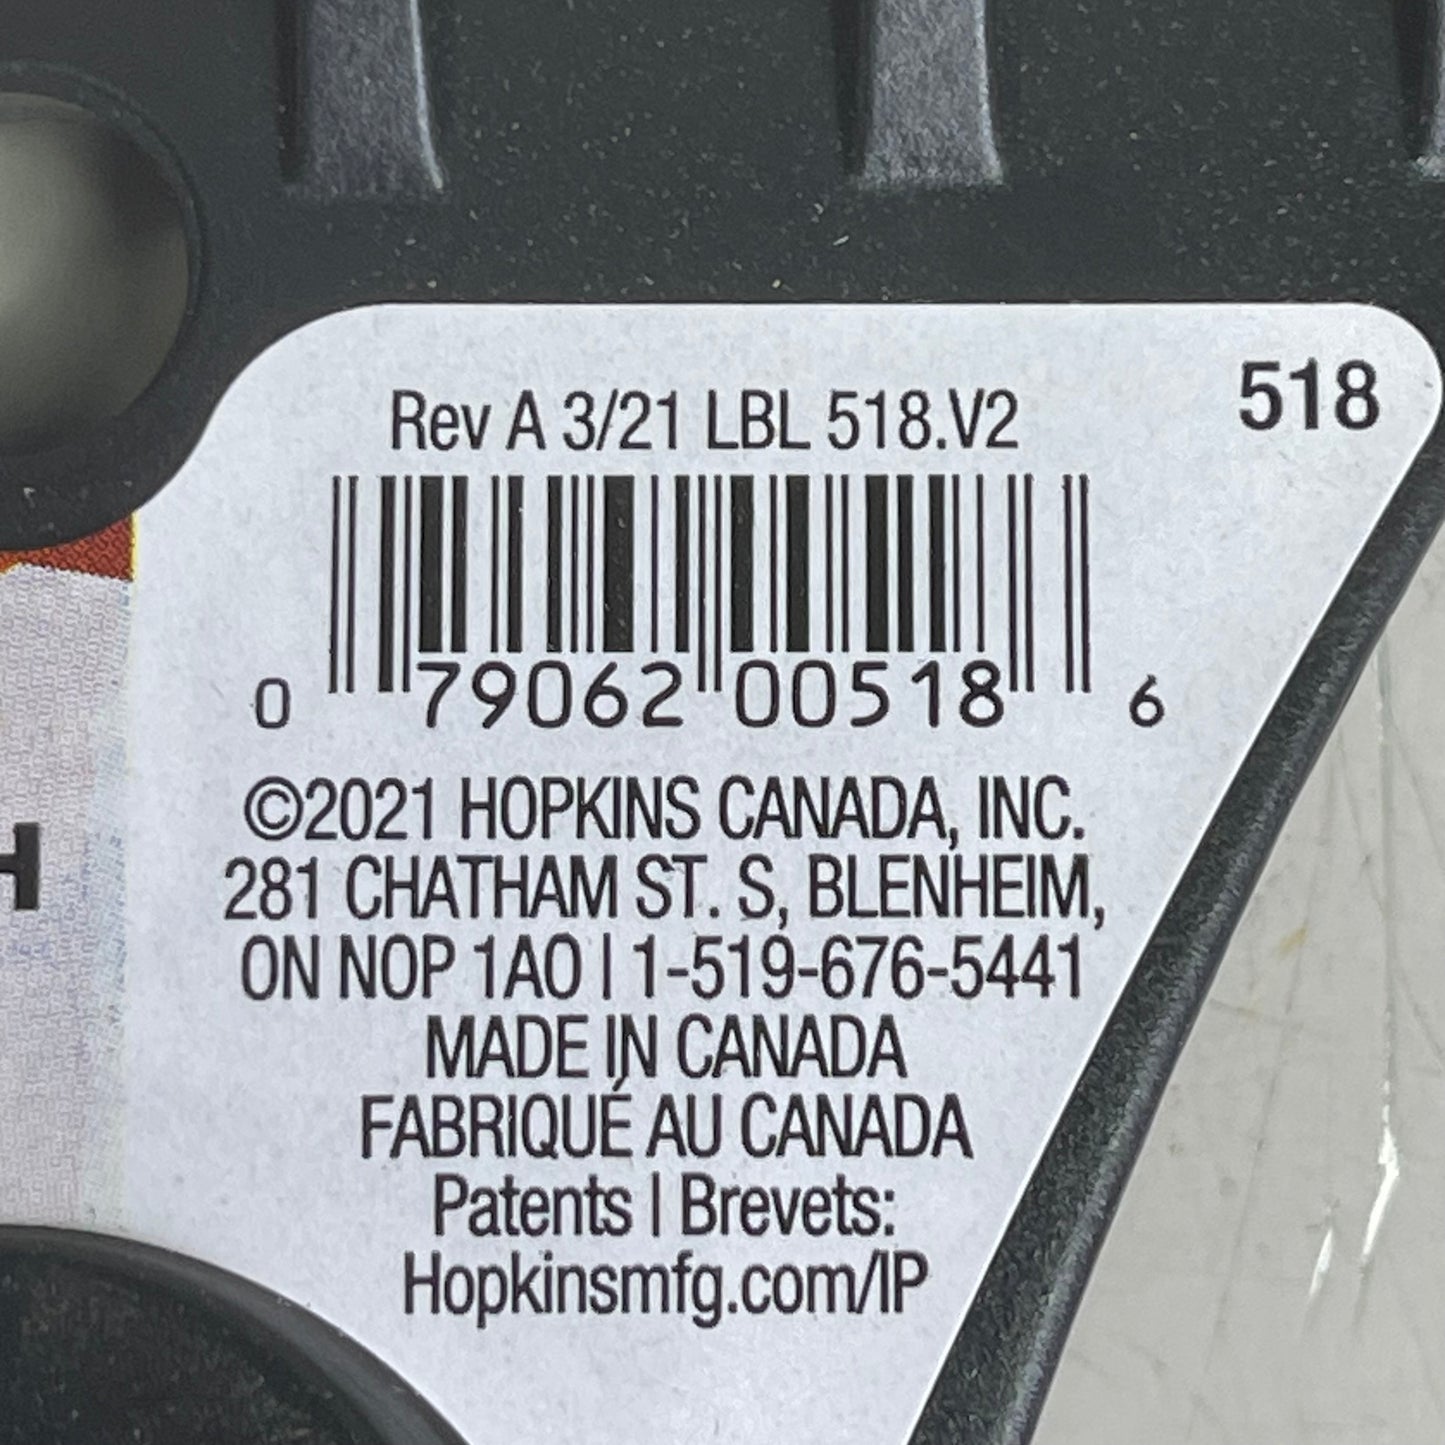 518
Rev A 3/21 LBL 518.V2
0 79062 00518 6
©2021 HOPKINS CANADA, INC.
281 CHATHAM ST. S, BLENHEIM,
ON NOP 1AO | 1-519-676-5441
MADE IN CANADA
FABRIQUÉ AU CANADA
Patents | Brevets:
Hopkinsmfg.com/IP